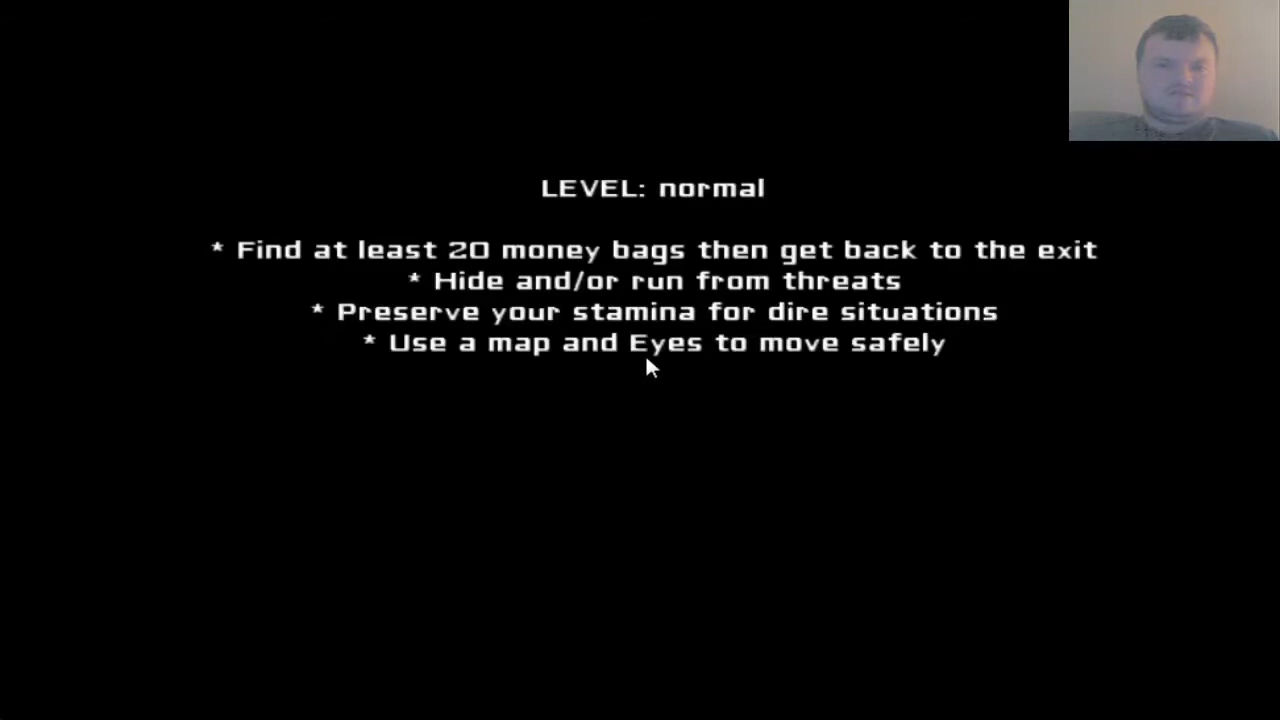 LEVEL: normal
* Find at least 20 money bags then get back to the exit
* Hide and/or run from threats
* Preserve your stamina for dire situations
* Use a map and Eyes to move safely